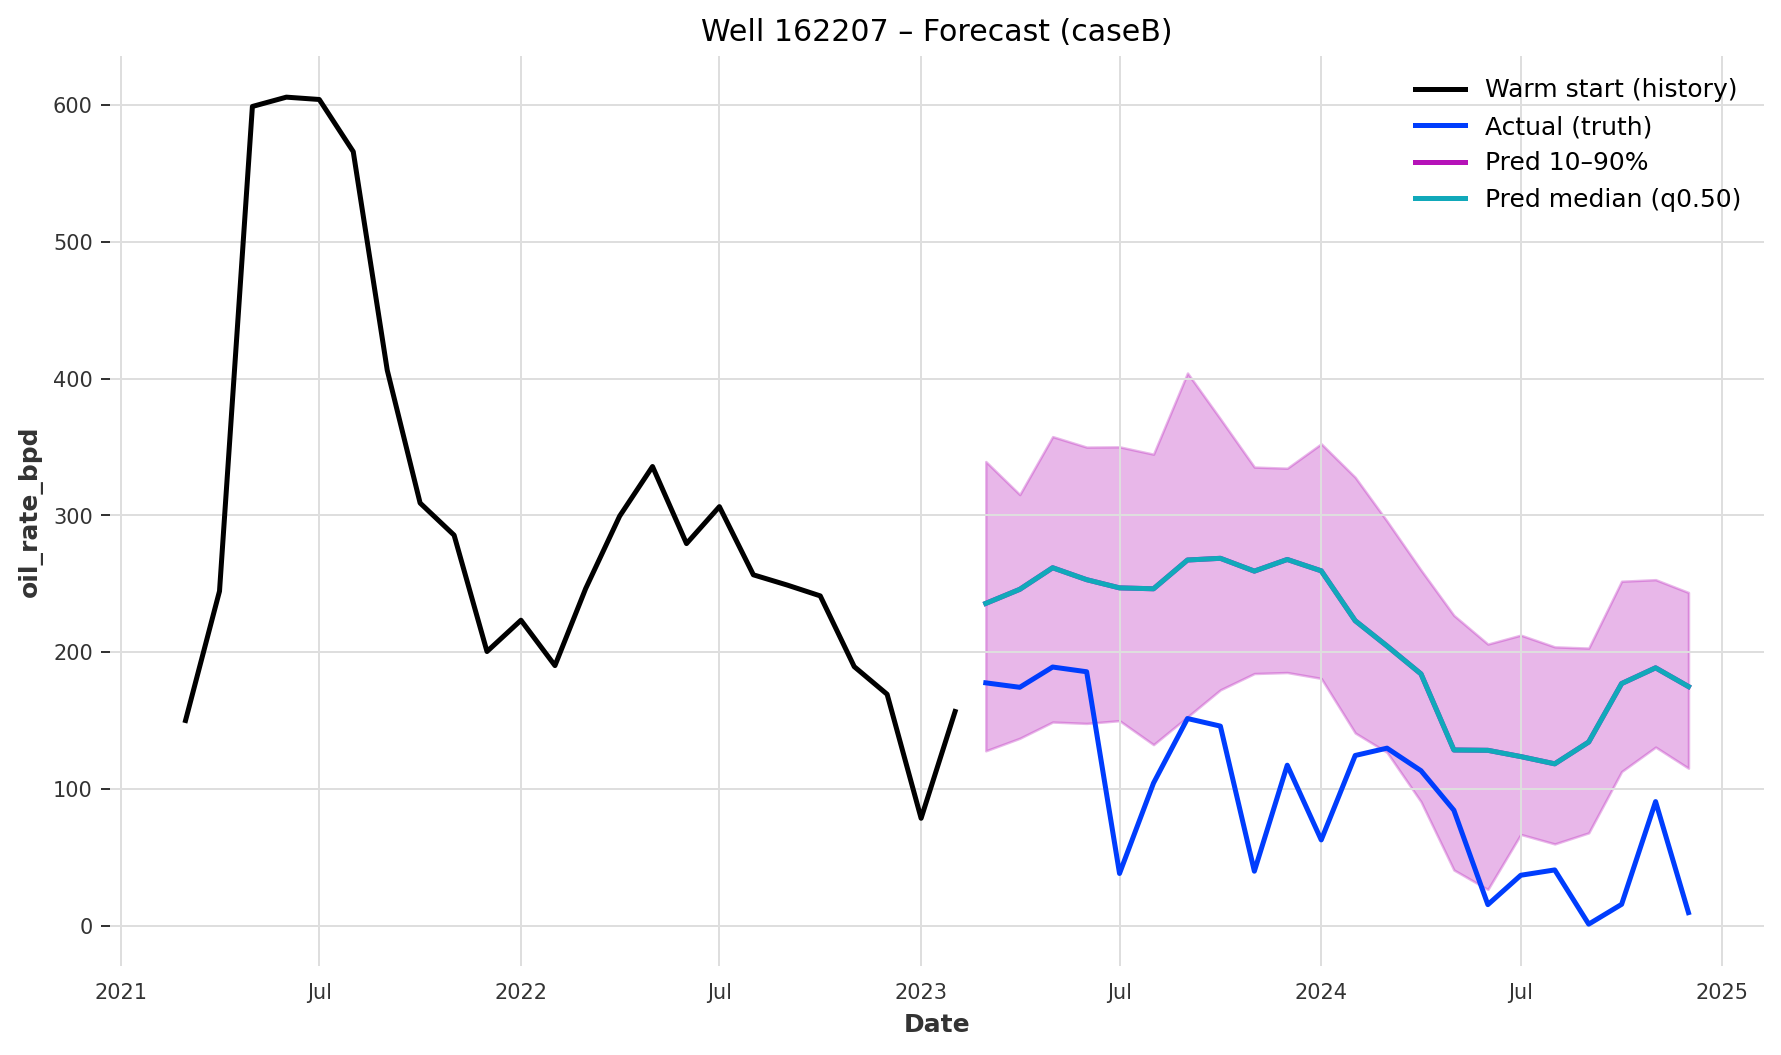 Well 162207 – Forecast (caseB)
Warm start (history)
Actual (truth)
Pred 10–90%
Pred median (q0.50)
oil_rate_bpd
600
500
400
300
200
100
0
2021 Jul 2022 Jul 2023 Jul 2024 Jul 2025
Date